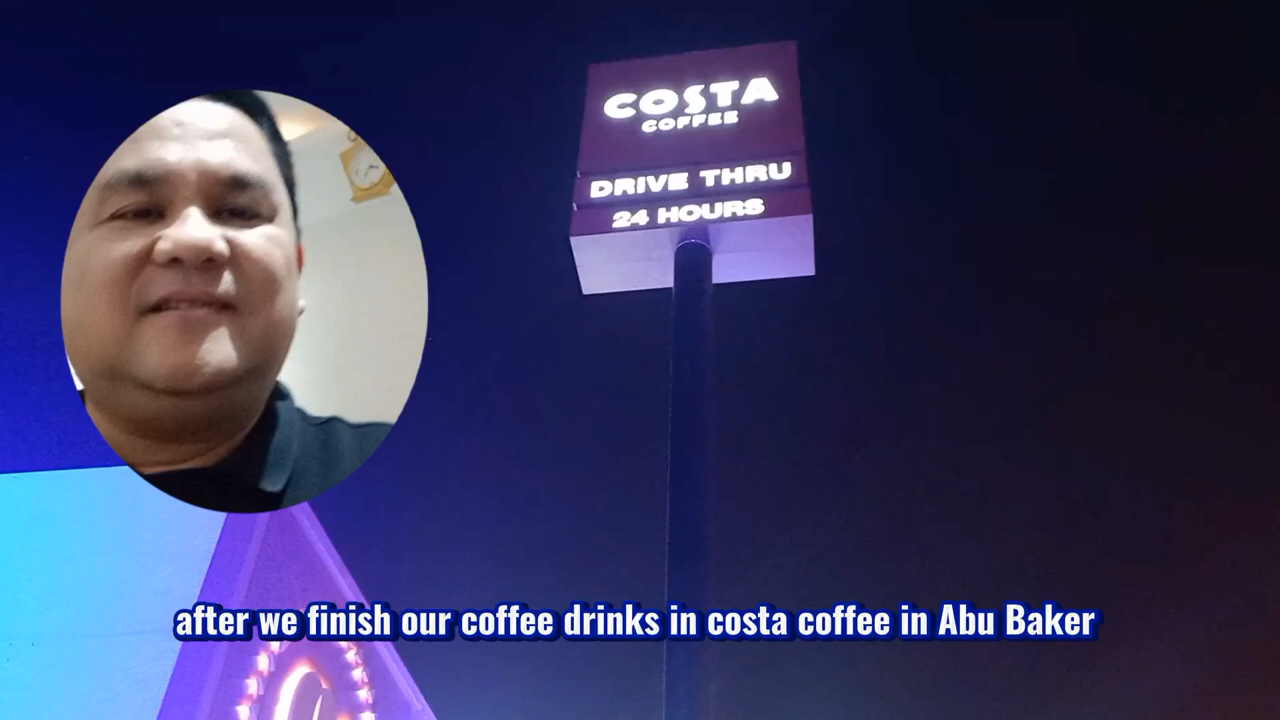 COSTA
COFFEE
DRIVE THRU
24 HOURS
after we finish our coffee drinks in costa coffee in Abu Baker